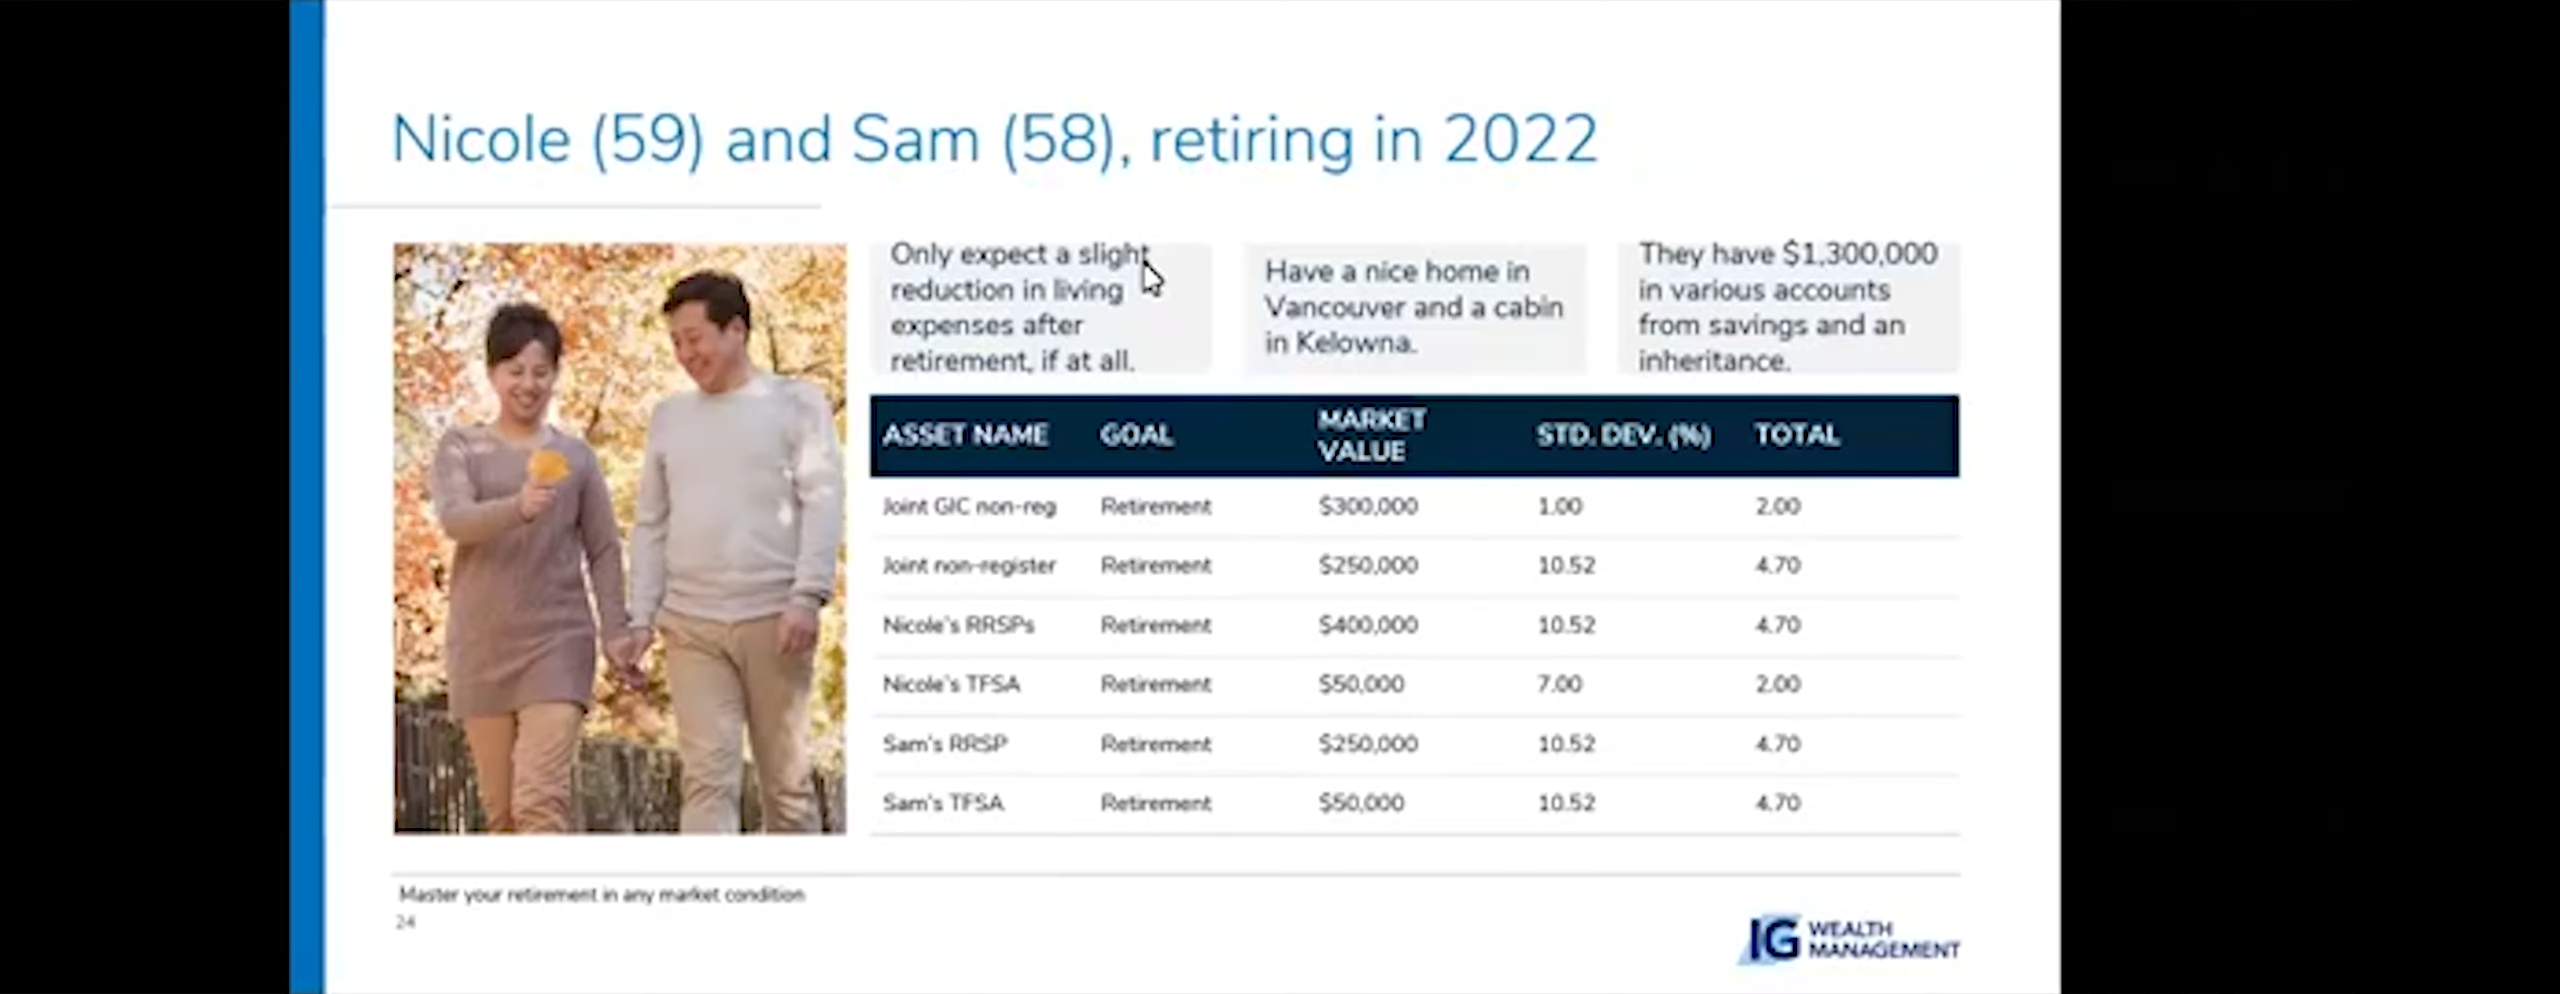 Nicole (59) and Sam (58), retiring in 2022
Only expect a slight
reduction in living
expenses after
retirement, if at all.
Have a nice home in
Vancouver and a cabin
in Kelowna.
They have $1,300,000
in various accounts
from savings and an
inheritance.
ASSET NAME GOAL MARKET VALUE STD. DEV. (%) TOTAL
Joint GIC non-reg Retirement $300,000 1.00 2.00
Joint non-register Retirement $250,000 10.52 4.70
Nicole's RRSPs Retirement $400,000 10.52 4.70
Nicole's TFSA Retirement $50,000 7.00 2.00
Sam's RRSP Retirement $250,000 10.52 4.70
Sam's TFSA Retirement $50,000 10.52 4.70
Master your retirement in any market condition
24
IG WEALTH
MANAGEMENT